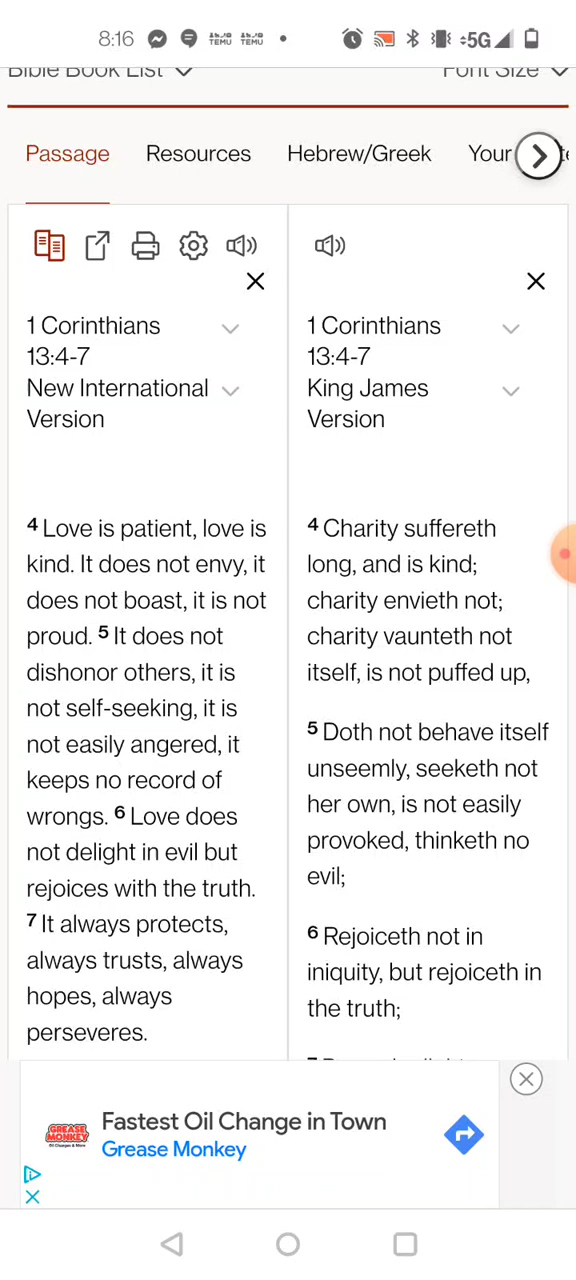 8:16
TEMU TEMU
5G
Bible Book List
Font Size
Passage Resources Hebrew/Greek Your
1 Corinthians
13:4-7
New International
Version
4 Love is patient, love is
kind. It does not envy, it
does not boast, it is not
proud. 5 It does not
dishonor others, it is
not self-seeking, it is
not easily angered, it
keeps no record of
wrongs. 6 Love does
not delight in evil but
rejoices with the truth.
7 It always protects,
always trusts, always
hopes, always
perseveres.
1 Corinthians
13:4-7
King James
Version
4 Charity suffereth
long, and is kind;
charity envieth not;
charity vaunteth not
itself, is not puffed up,
5 Doth not behave itself
unseemly, seeketh not
her own, is not easily
provoked, thinketh no
evil;
6 Rejoiceth not in
iniquity, but rejoiceth in
the truth;
GREASE
MONKEY
Fastest Oil Change in Town
Grease Monkey